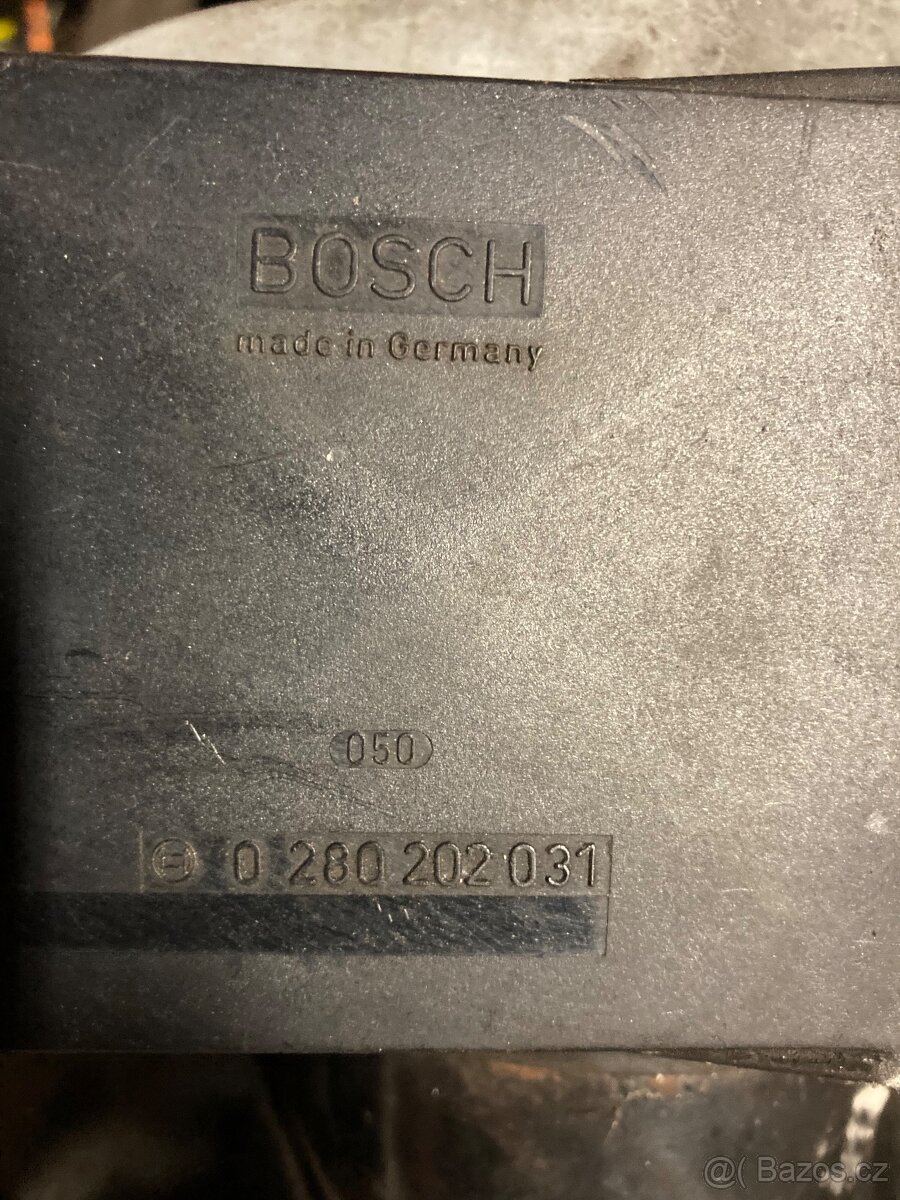 BOSCH
made in Germany
050
0 280 202 031
@( Bazos.cz